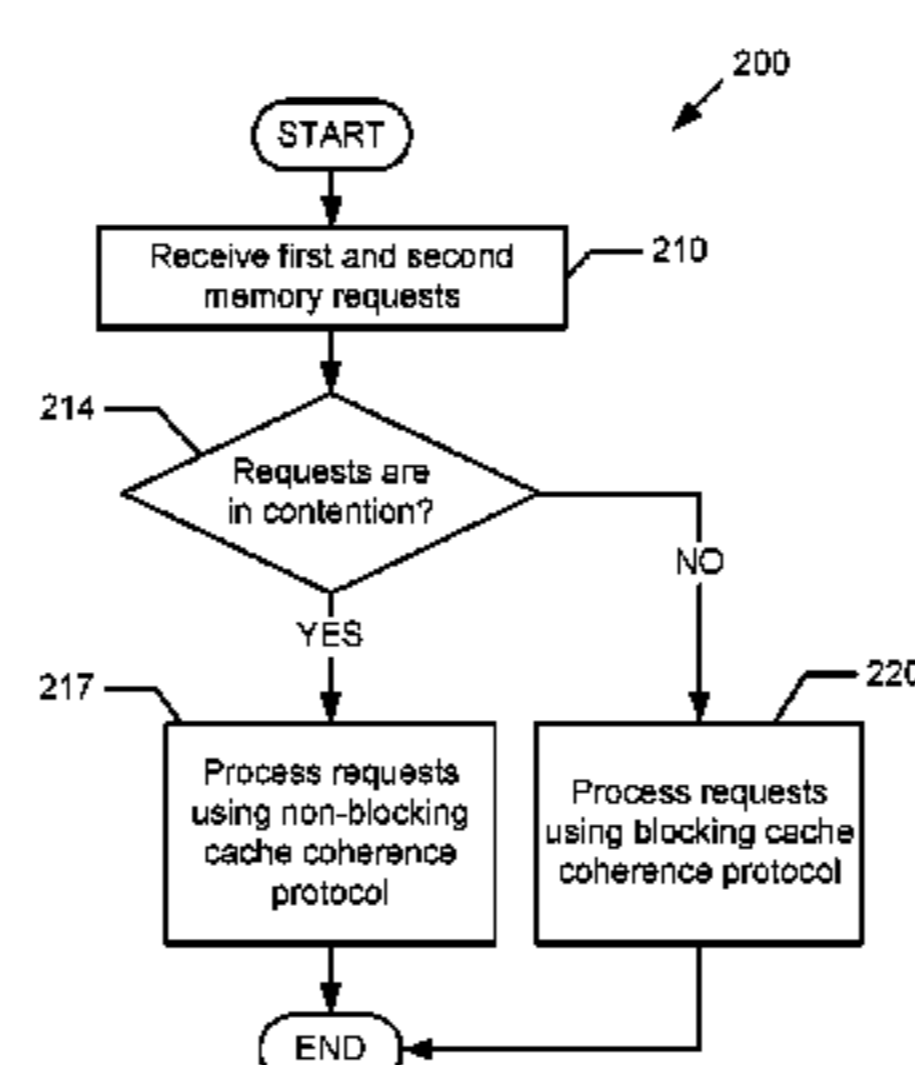 200
START
Receive first and second
memory requests
210
214
Requests are
in contention?
NO
YES
217
220
Process requests
using non-blocking
cache coherence
protocol
Process requests
using blocking cache
coherence protocol
END